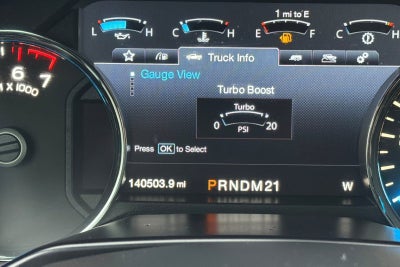 1 mi to E
L H C H E F C H
Truck Info
Gauge View
Turbo Boost
Turbo
0 20
PSI
Press OK to Select
6 7
X 1000
140503.9 mi PRNDM21 W